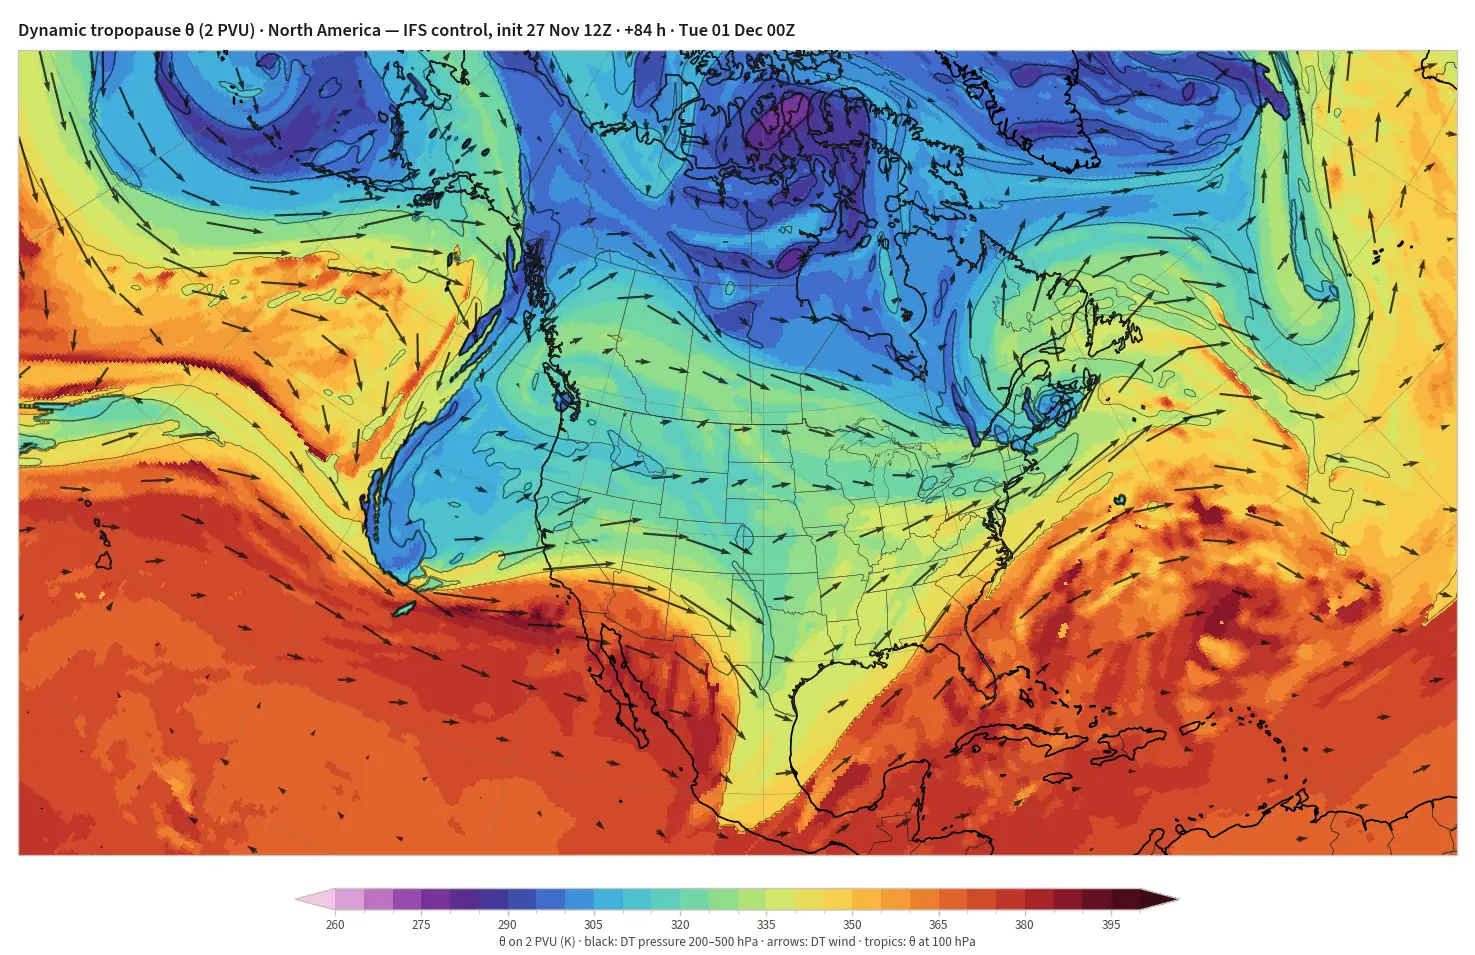 Dynamic tropopause θ (2 PVU) · North America — IFS control, init 27 Nov 12Z · +84 h · Tue 01 Dec 00Z
260 275 290 305 320 335 350 365 380 395
θ on 2 PVU (K) · black: DT pressure 200–500 hPa · arrows: DT wind · tropics: θ at 100 hPa